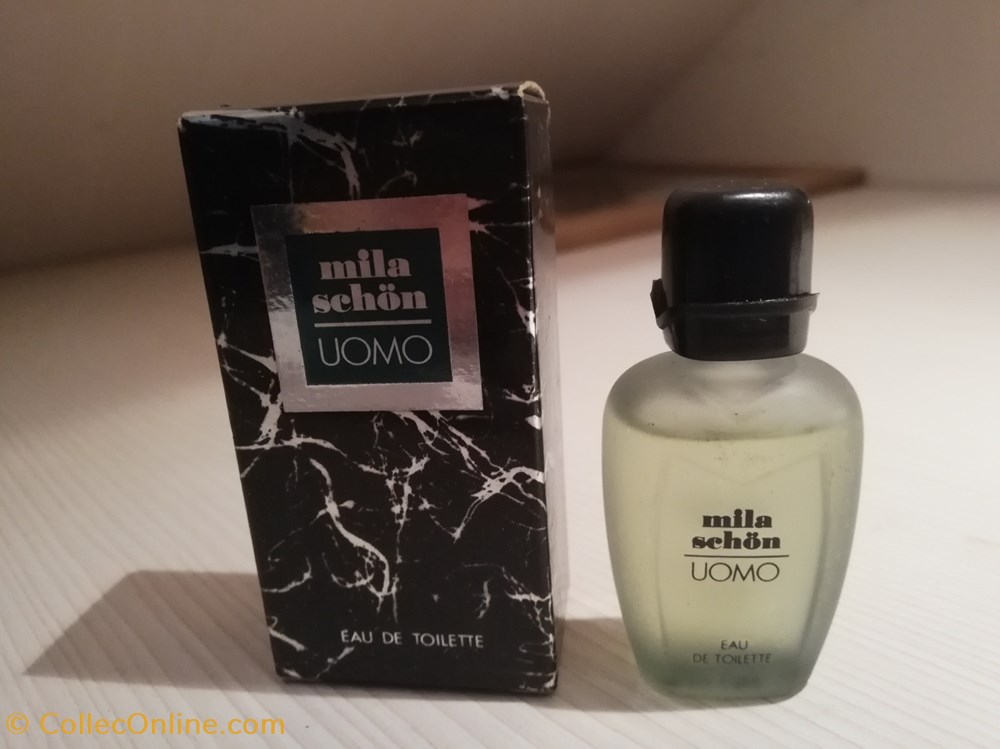 mila
schön
UOMO
EAU DE TOILETTE
mila
schön
UOMO
EAU
DE TOILETTE
© CollecOnline.com